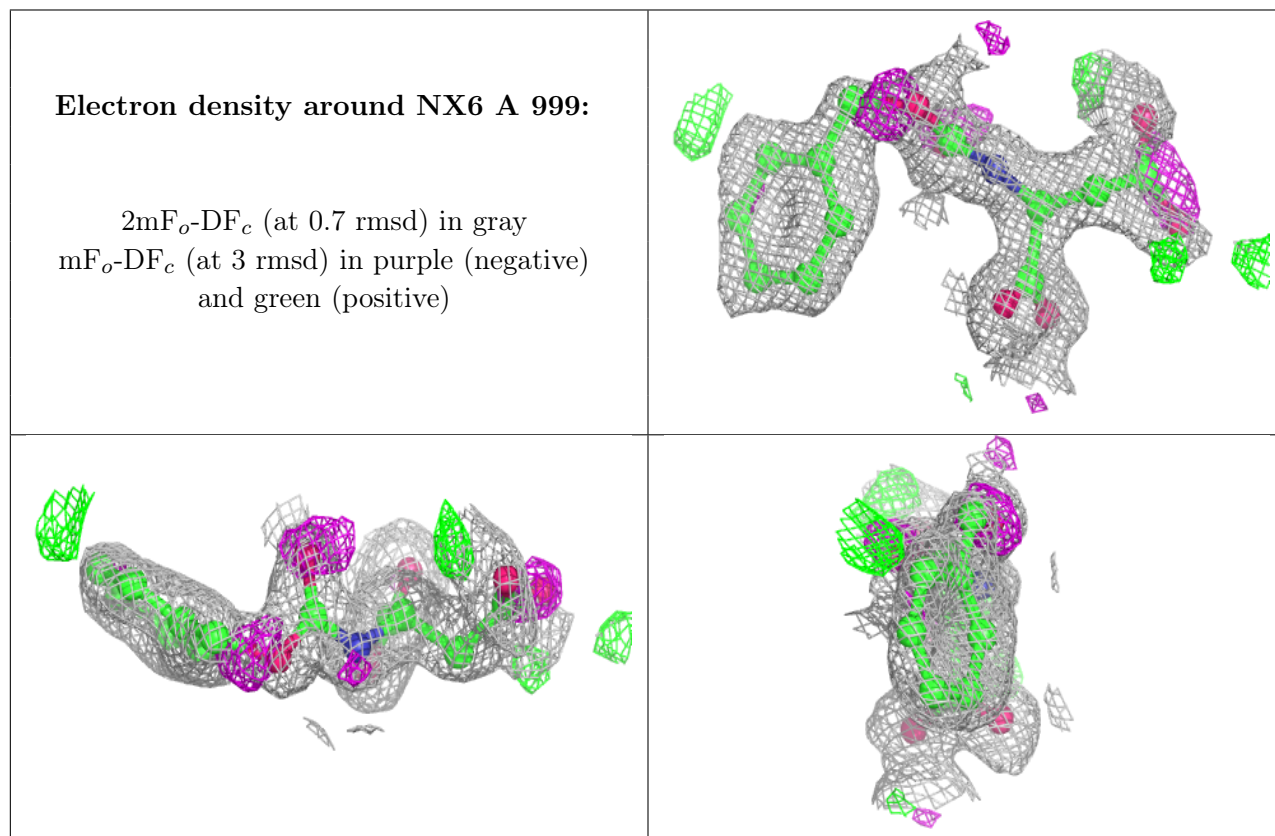 Electron density around NX6 A 999:
2mFo-DFc (at 0.7 rmsd) in gray
mFo-DFc (at 3 rmsd) in purple (negative)
and green (positive)